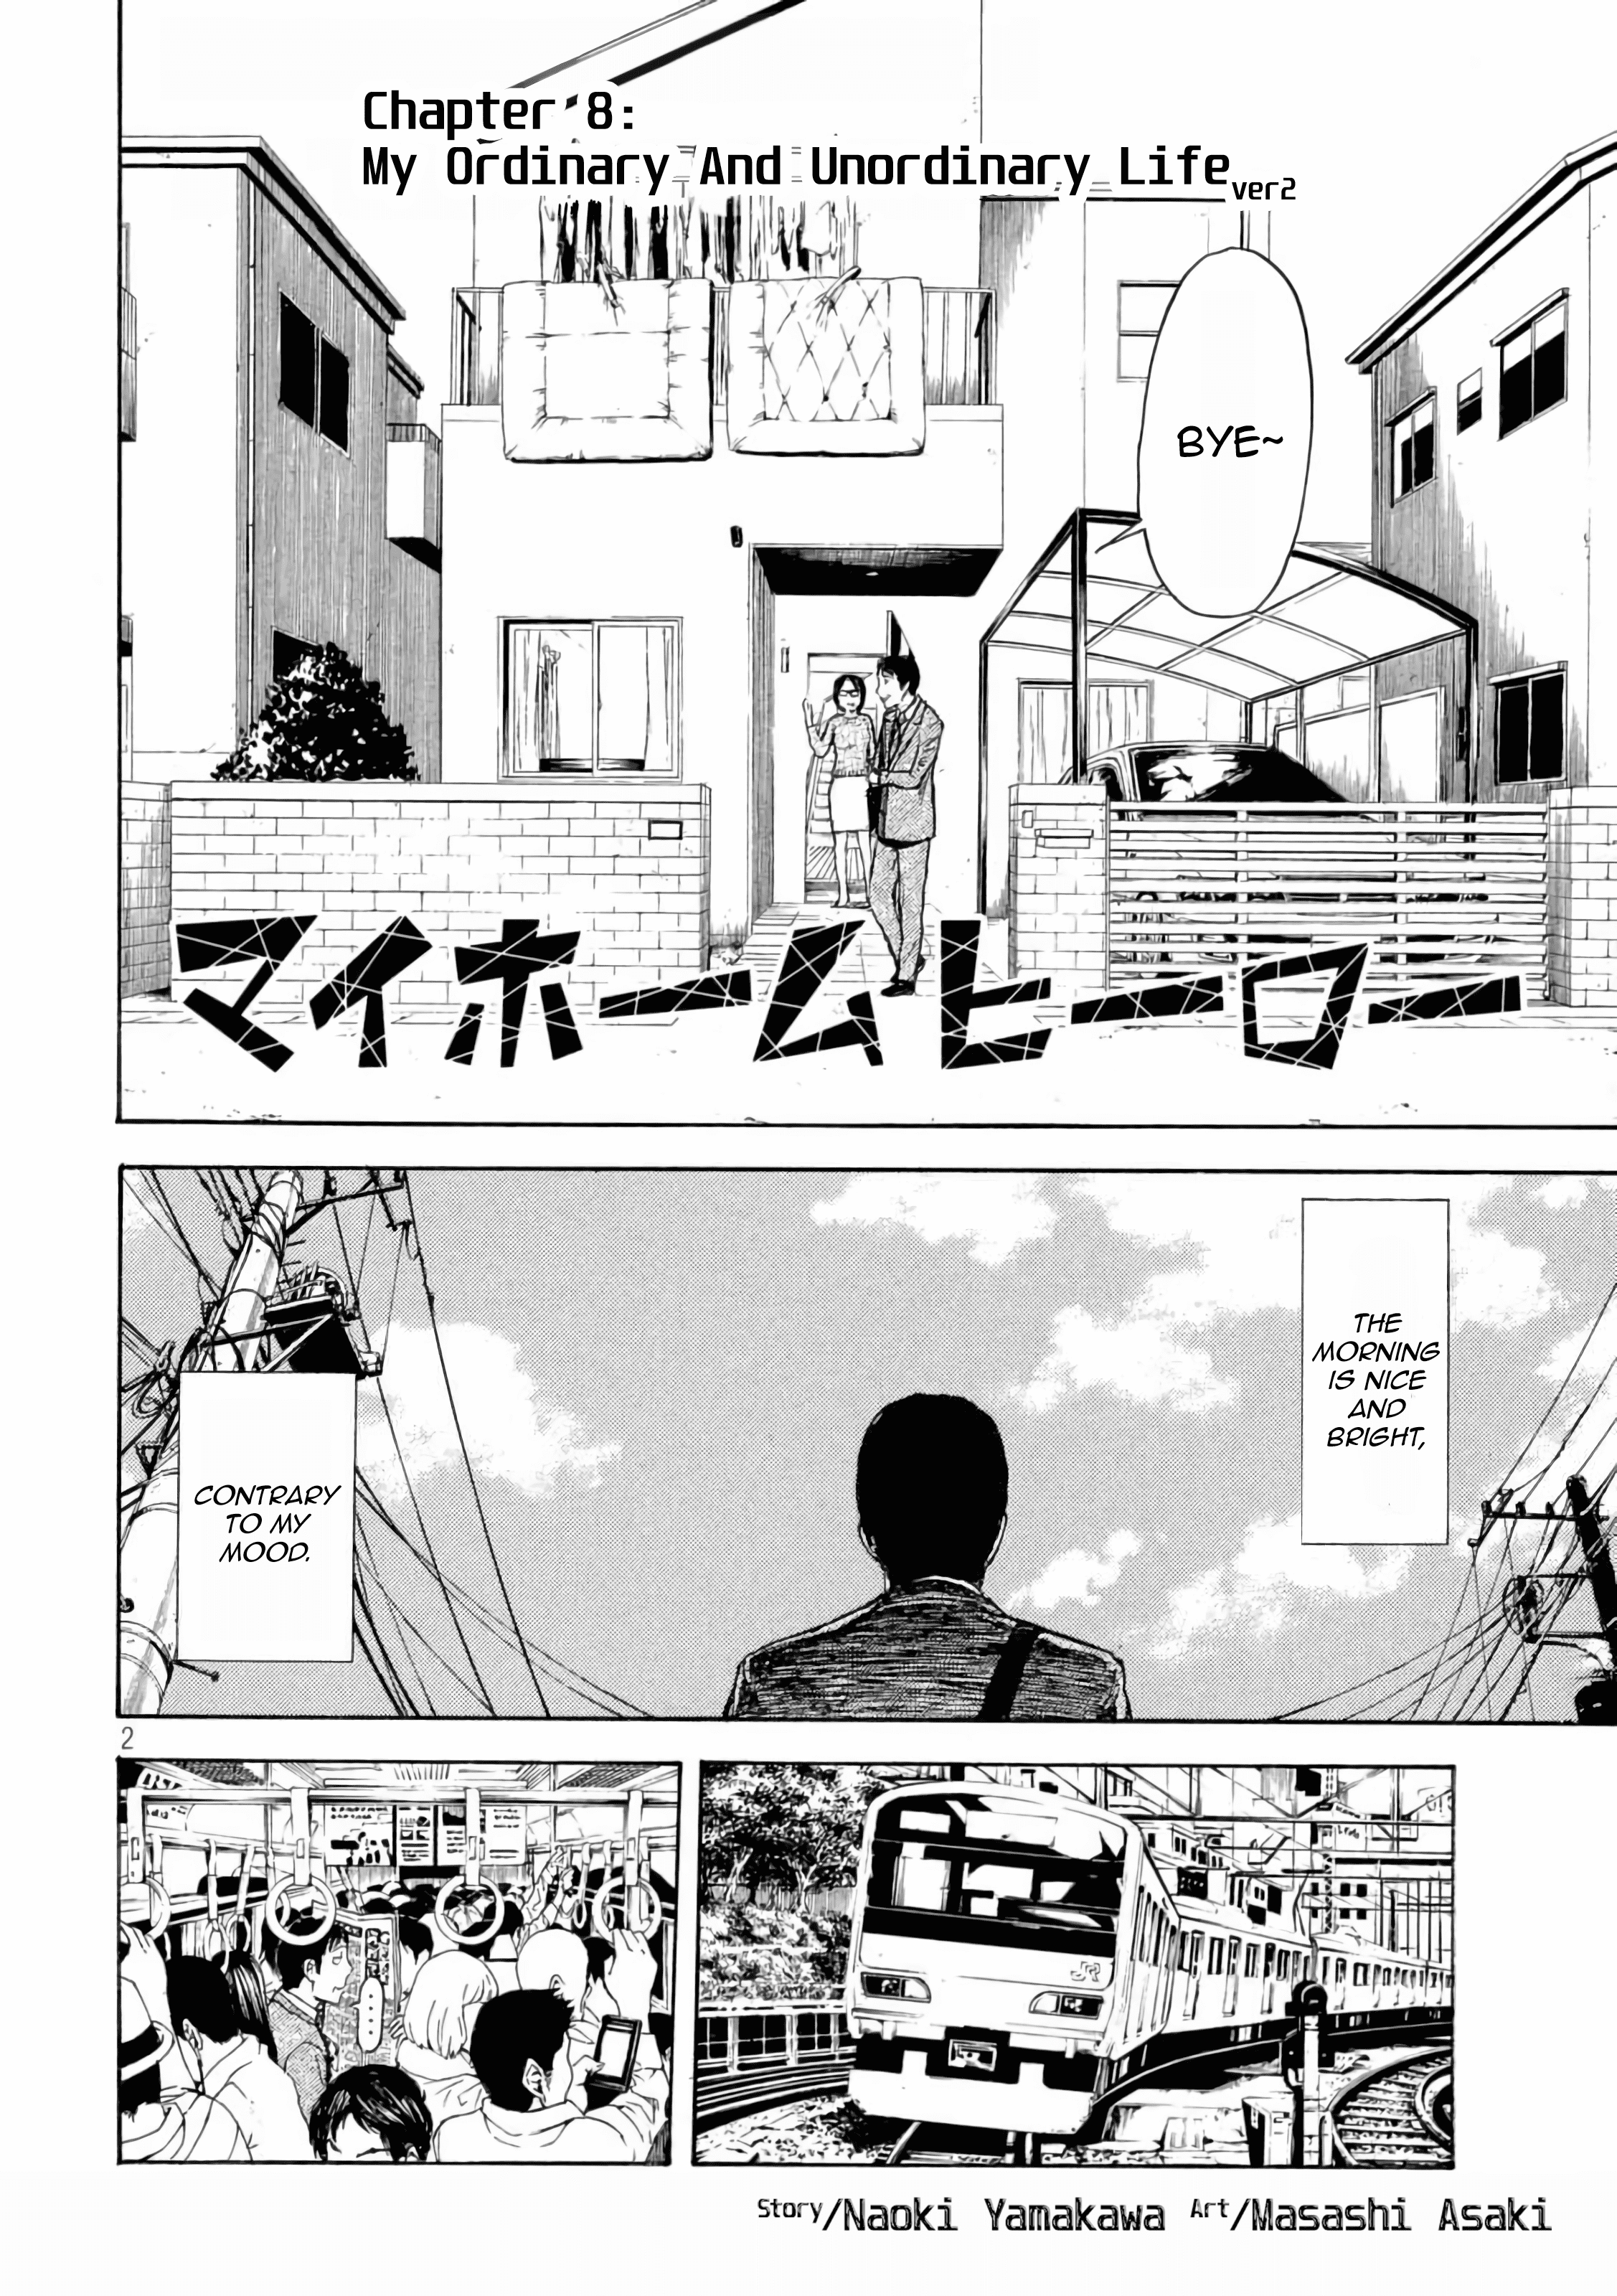 Chapter 8:
My Ordinary And Unordinary Life ver2
BYE~
マイホームヒーロー
THE
MORNING
IS NICE
AND
BRIGHT,
CONTRARY
TO MY
MOOD.
2
JR
....
Story/Naoki Yamakawa Art/Masashi Asaki